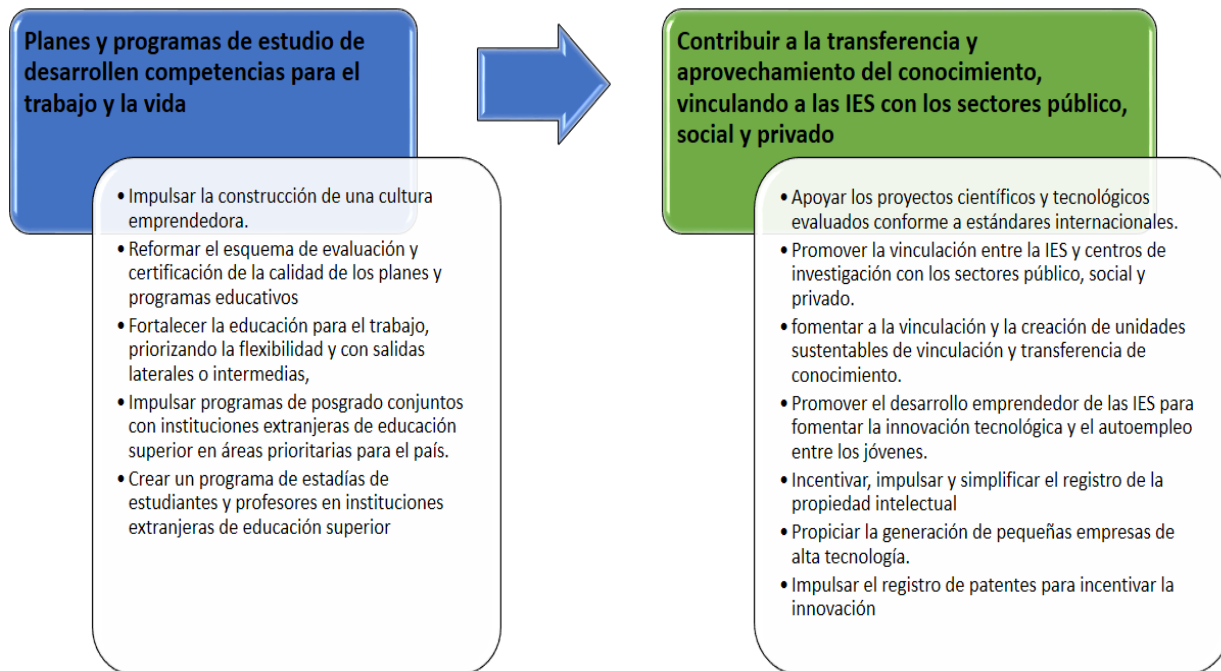 Planes y programas de estudio de
desarrollen competencias para el
trabajo y la vida
• Impulsar la construcción de una cultura
emprendedora.
• Reformar el esquema de evaluación y
certificación de la calidad de los planes y
programas educativos
• Fortalecer la educación para el trabajo,
priorizando la flexibilidad y con salidas
laterales o intermedias,
• Impulsar programas de posgrado conjuntos
con instituciones extranjeras de educación
superior en áreas prioritarias para el país.
• Crear un programa de estadías de
estudiantes y profesores en instituciones
extranjeras de educación superior
Contribuir a la transferencia y
aprovechamiento del conocimiento,
vinculando a las IES con los sectores público,
social y privado
• Apoyar los proyectos científicos y tecnológicos
evaluados conforme a estándares internacionales.
• Promover la vinculación entre la IES y centros de
investigación con los sectores público, social y
privado.
• fomentar a la vinculación y la creación de unidades
sustentables de vinculación y transferencia de
conocimiento.
• Promover el desarrollo emprendedor de las IES para
fomentar la innovación tecnológica y el autoempleo
entre los jóvenes.
• Incentivar, impulsar y simplificar el registro de la
propiedad intelectual
• Propiciar la generación de pequeñas empresas de
alta tecnología.
• Impulsar el registro de patentes para incentivar la
innovación